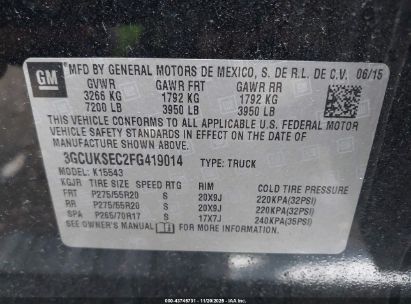 GM
MFD BY GENERAL MOTORS DE MEXICO, S. DE R.L. DE C.V. 06/15
GVWR GAWR FRT GAWR RR
3266 KG 1792 KG 1792 KG
7200 LB 3950 LB 3950 LB
THIS VEHICLE CONFORMS TO ALL APPLICABLE U.S. FEDERAL MOTOR
VEHICLE SAFETY STANDARDS IN EFFECT ON THE DATE OF
MANUFACTURE SHOWN ABOVE.
3GCUKSEC2FG419014 TYPE: TRUCK
MODEL: K15543
KGJR TIRE SIZE SPEED RTG RIM COLD TIRE PRESSURE
FRT P275/55R20 S 20X9J 220KPA(32PSI)
RR P275/55R20 S 20X9J 220KPA(32PSI)
SPA P265/70R17 S 17X7J 240KPA(35PSI)
SEE OWNER'S MANUAL FOR ADDITIONAL INFORMATION.